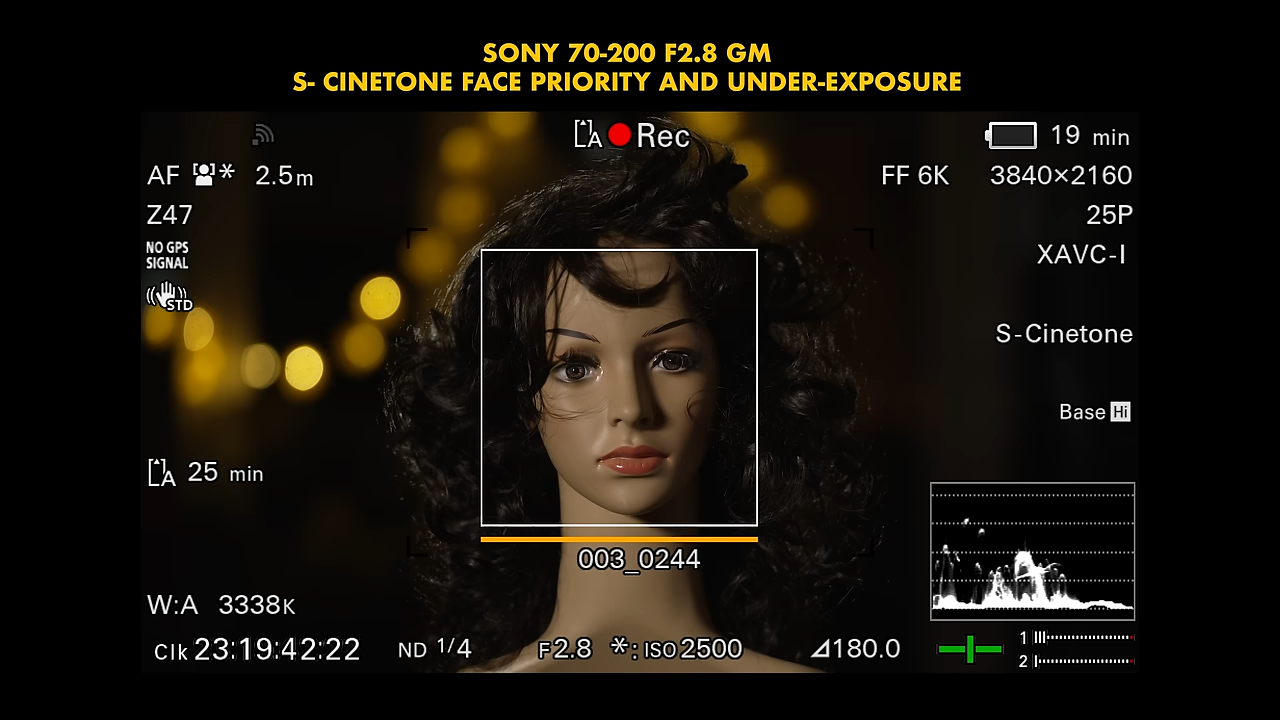 SONY 70-200 F2.8 GM
S- CINETONE FACE PRIORITY AND UNDER-EXPOSURE
A Rec
19 min
AF * 2.5m
FF 6K 3840×2160
Z47
25P
NO GPS
SIGNAL
XAVC-I
STD
S-Cinetone
Base Hi
A 25 min
003_0244
W:A 3338K
Clk 23:19:42:22
ND 1/4
F2.8
*: ISO 2500
⊿180.0
1
2